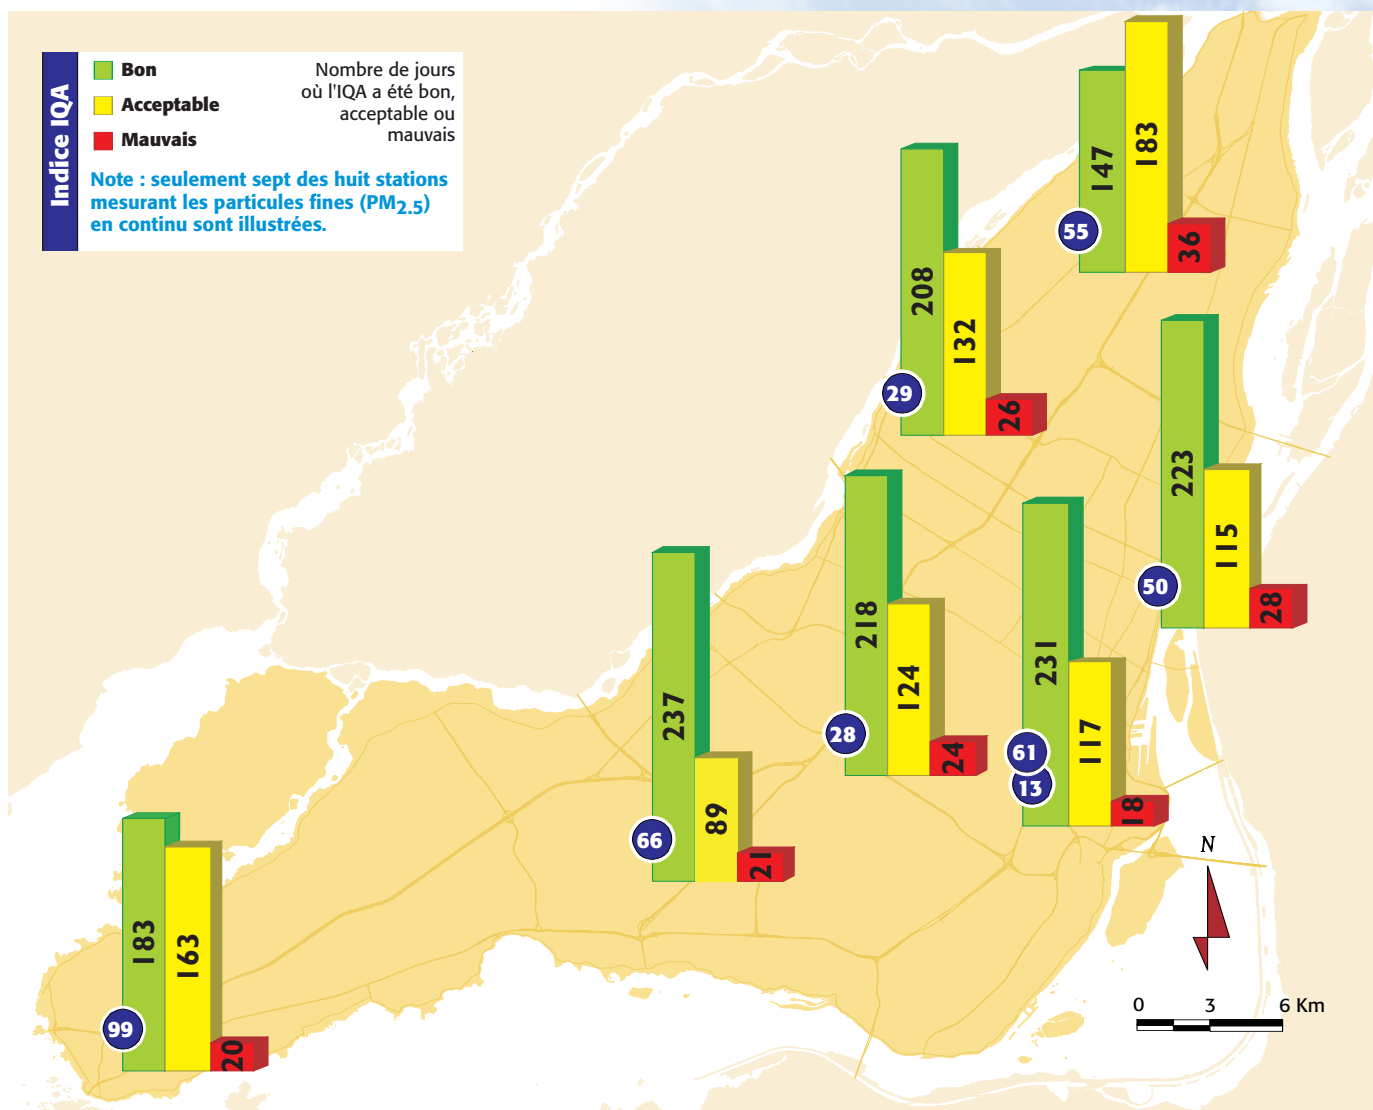 Indice IQA
Bon
Acceptable
Mauvais
Nombre de jours
où l'IQA a été bon,
acceptable ou
mauvais
Note : seulement sept des huit stations
mesurant les particules fines (PM2.5)
en continu sont illustrées.
147
183
36
55
208
132
26
29
223
115
28
50
218
124
24
28
231
117
18
61
13
237
89
21
66
183
163
20
99
N
0 3 6 Km